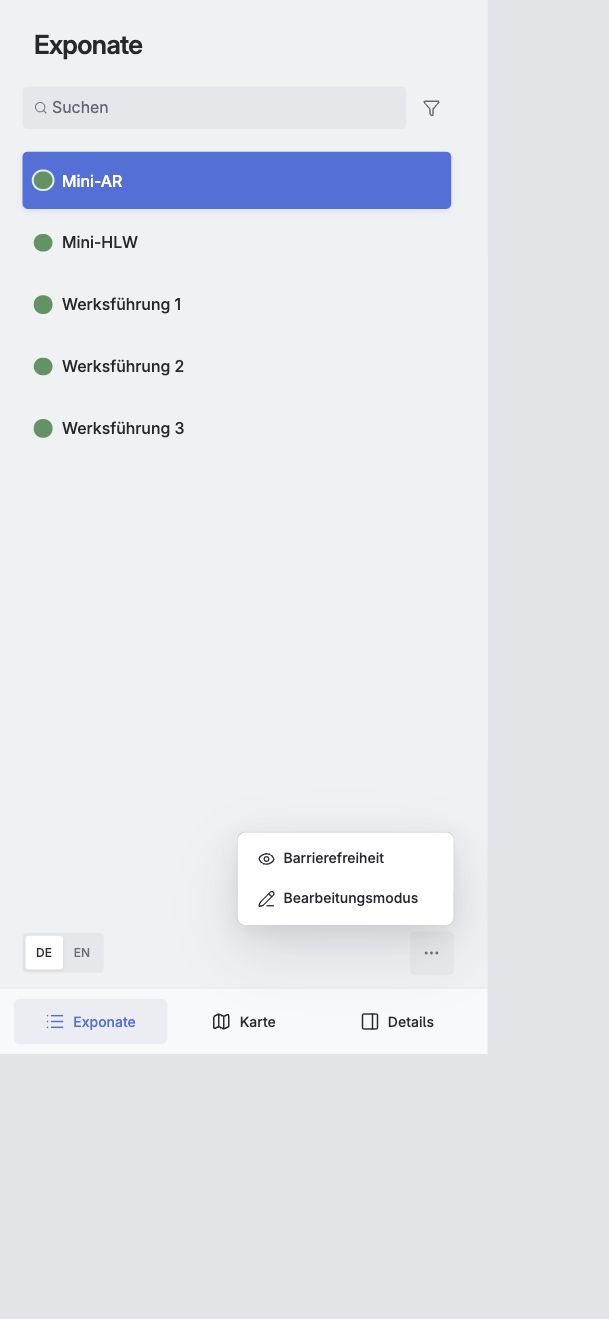 Exponate
Suchen
Mini-AR
Mini-HLW
Werksführung 1
Werksführung 2
Werksführung 3
Barrierefreiheit
Bearbeitungsmodus
DE EN
Exponate Karte Details